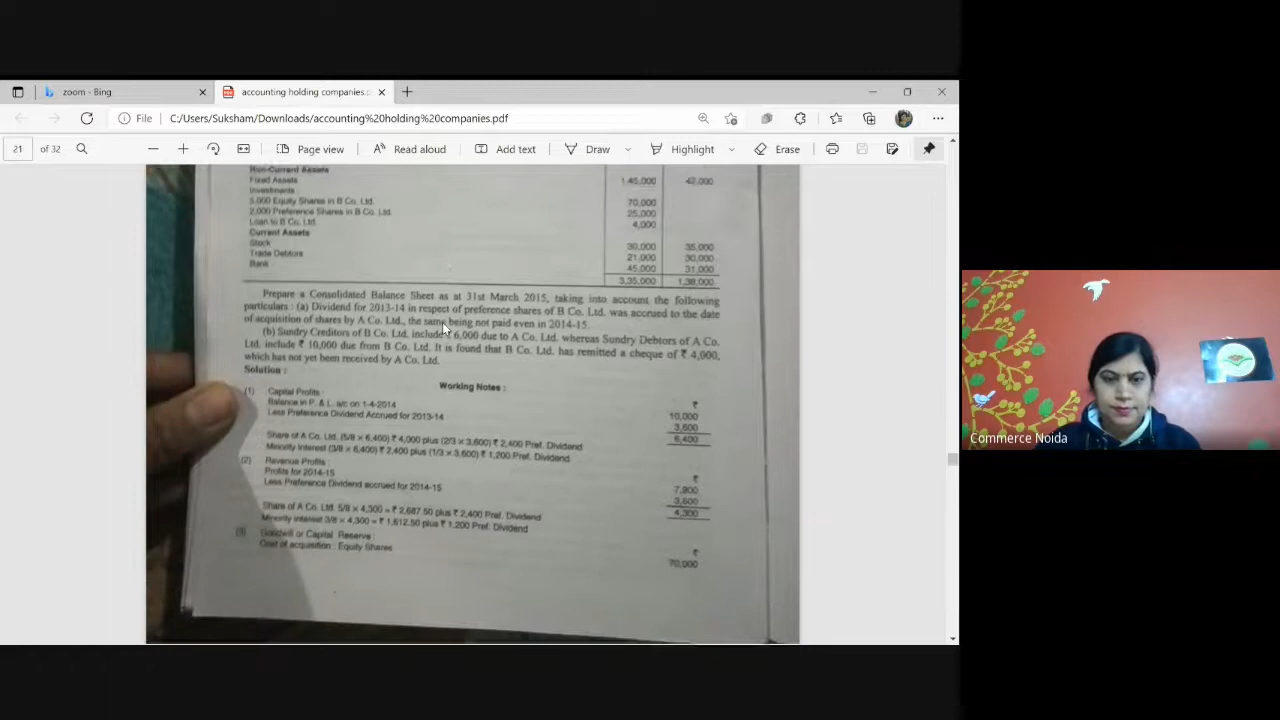 zoom - Bing
accounting holding companies.
File C:/Users/Suksham/Downloads/accounting%20holding%20companies.pdf
21 of 32 Page view Read aloud Add text Draw Highlight Erase
Non-Current Assets
Fixed Assets 1,45,000 42,000
Investments :
5,000 Equity Shares in B Co. Ltd. 70,000
2,000 Preference Shares in B Co. Ltd. 25,000
Loan to B Co. Ltd. 4,000
Current Assets
Stock 30,000 35,000
Trade Debtors 21,000 30,000
Bank 45,000 31,000
3,35,000 1,38,000
Prepare a Consolidated Balance Sheet as at 31st March 2015, taking into account the following
particulars : (a) Dividend for 2013-14 in respect of preference shares of B Co. Ltd. was accrued to the date
of acquisition of shares by A Co. Ltd., the same being not paid even in 2014-15.
(b) Sundry Creditors of B Co. Ltd. include ₹ 6,000 due to A Co. Ltd. whereas Sundry Debtors of A Co.
Ltd. include ₹ 10,000 due from B Co. Ltd. It is found that B Co. Ltd. has remitted a cheque of ₹ 4,000,
which has not yet been received by A Co. Ltd.
Solution :
Working Notes :
(1) Capital Profits : ₹
Balance in P. & L. a/c on 1-4-2014 10,000
Less Preference Dividend Accrued for 2013-14 3,600
6,400
Share of A Co. Ltd. (5/8 × 6,400) ₹ 4,000 plus (2/3 × 3,600) ₹ 2,400 Pref. Dividend
Minority Interest (3/8 × 6,400) ₹ 2,400 plus (1/3 × 3,600) ₹ 1,200 Pref. Dividend.
(2) Revenue Profits : ₹
Profits for 2014-15 7,900
Less Preference Dividend accrued for 2014-15 3,600
4,300
Share of A Co. Ltd. 5/8 × 4,300 = ₹ 2,687.50 plus ₹ 2,400 Pref. Dividend
Minority interest 3/8 × 4,300 = ₹ 1,612.50 plus ₹ 1,200 Pref. Dividend
(3) Goodwill or Capital Reserve : ₹
Cost of acquisition : Equity Shares 70,000
Commerce Noida